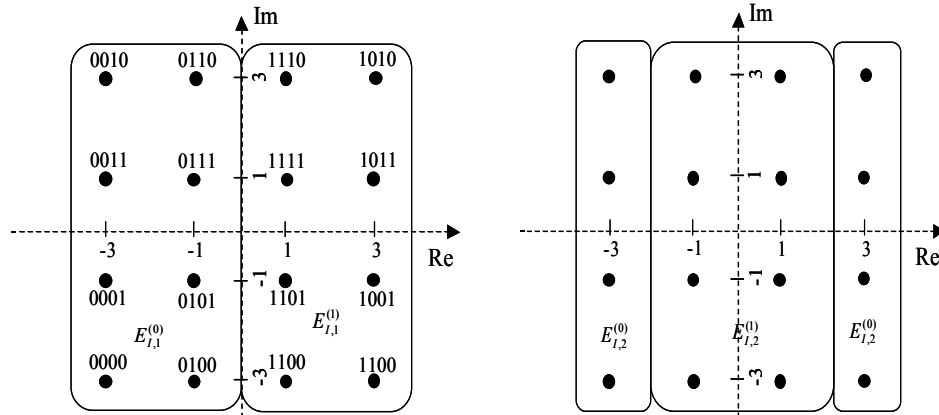 Im
0010 0110 1110 1010
3
0011 0111 1111 1011
1
-3 -1 1 3
Re
-1
0001 0101 1101 1001
E_{I,1}^{(0)} E_{I,1}^{(1)}
0000 0100 1100 1100
-3
Im
3
1
-3 -1 1 3
Re
-1
E_{I,2}^{(0)} E_{I,2}^{(1)} E_{I,2}^{(0)}
-3